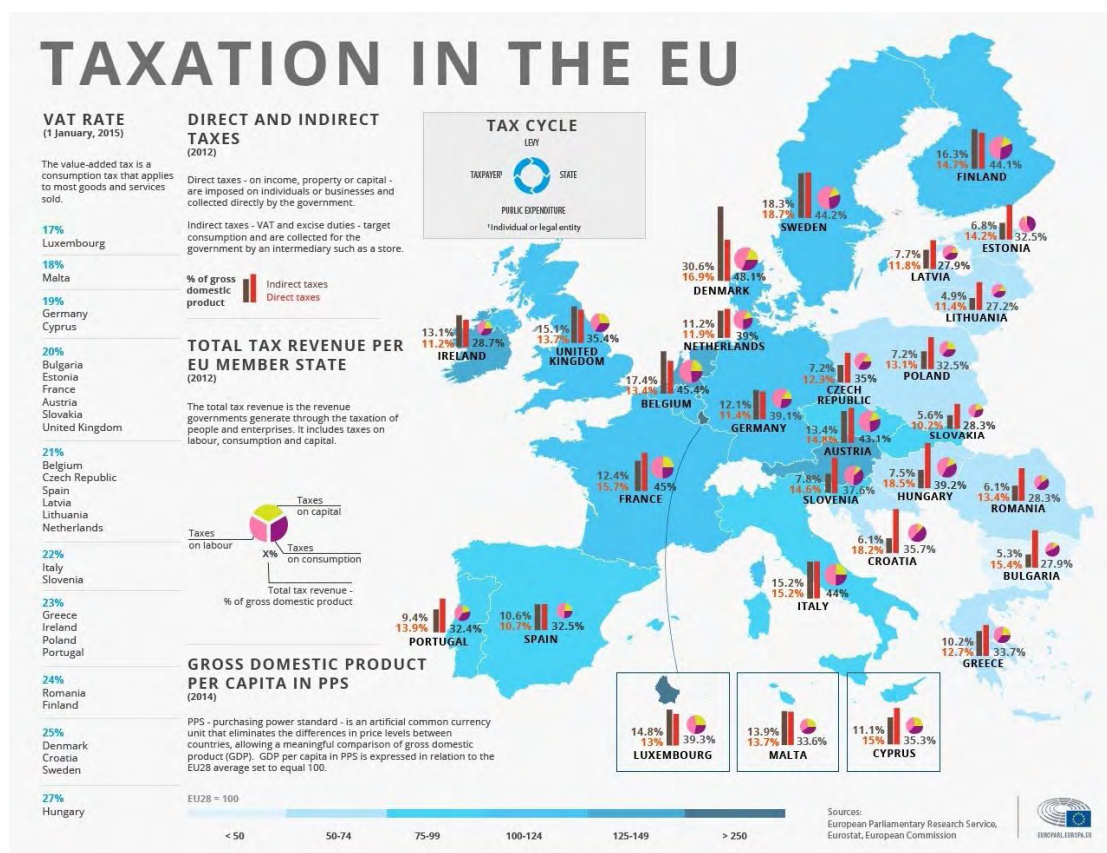 TAXATION IN THE EU
VAT RATE
(1 January, 2015)
The value-added tax is a
consumption tax that applies
to most goods and services
sold.
17%
Luxembourg
18%
Malta
19%
Germany
Cyprus
20%
Bulgaria
Estonia
France
Austria
Slovakia
United Kingdom
21%
Belgium
Czech Republic
Spain
Latvia
Lithuania
Netherlands
22%
Italy
Slovenia
23%
Greece
Ireland
Poland
Portugal
24%
Romania
Finland
25%
Denmark
Croatia
Sweden
27%
Hungary
DIRECT AND INDIRECT
TAXES
(2012)
Direct taxes - on income, property or capital -
are imposed on individuals or businesses and
collected directly by the government.
Indirect taxes - VAT and excise duties - target
consumption and are collected for the
government by an intermediary such as a store.
% of gross
domestic
product
Indirect taxes
Direct taxes
TOTAL TAX REVENUE PER
EU MEMBER STATE
(2012)
The total tax revenue is the revenue
governments generate through the taxation of
people and enterprises. It includes taxes on
labour, consumption and capital.
Taxes
on capital
Taxes
on labour
X%
Taxes
on consumption
Total tax revenue -
% of gross domestic product
GROSS DOMESTIC PRODUCT
PER CAPITA IN PPS
(2014)
PPS - purchasing power standard - is an artificial common currency
unit that eliminates the differences in price levels between
countries, allowing a meaningful comparison of gross domestic
product (GDP). GDP per capita in PPS is expressed in relation to the
EU28 average set to equal 100.
EU28 = 100
< 50 50-74 75-99 100-124 125-149 > 250
TAX CYCLE
LEVY
TAXPAYER¹ STATE
PUBLIC EXPENDITURE
¹Individual or legal entity
16.3%
14.7% 44.1%
FINLAND
18.3%
18.7% 44.2%
SWEDEN
6.8%
14.2% 32.5%
ESTONIA
7.7%
11.8% 27.9%
LATVIA
4.9%
11.4% 27.2%
LITHUANIA
30.6%
16.9% 48.1%
DENMARK
13.1%
11.2% 28.7%
IRELAND
15.1%
13.7% 35.4%
UNITED
KINGDOM
11.2%
11.9% 39%
NETHERLANDS
17.4%
13.4% 45.4%
BELGIUM
12.1%
11.4% 39.1%
GERMANY
7.2%
12.3% 35%
CZECH
REPUBLIC
7.2%
13.1% 32.5%
POLAND
5.6%
10.2% 28.3%
SLOVAKIA
13.4%
14.8% 43.1%
AUSTRIA
12.4%
15.7% 45%
FRANCE
7.8%
14.6% 37.6%
SLOVENIA
7.5%
18.5% 39.2%
HUNGARY
6.1%
13.4% 28.3%
ROMANIA
6.1%
18.2% 35.7%
CROATIA
5.3%
15.4% 27.9%
BULGARIA
15.2%
15.2% 44%
ITALY
9.4%
13.9% 32.4%
PORTUGAL
10.6%
10.7% 32.5%
SPAIN
10.2%
12.7% 33.7%
GREECE
14.8%
13% 39.3%
LUXEMBOURG
13.9%
13.7% 33.6%
MALTA
11.1%
15% 35.3%
CYPRUS
Sources:
European Parliamentary Research Service,
Eurostat, European Commission
EUROPARL.EUROPA.EU